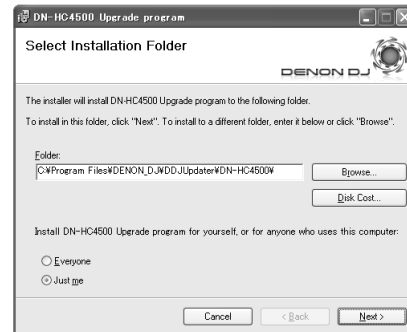 DN-HC4500 Upgrade program
Select Installation Folder
DENON DJ
The installer will install DN-HC4500 Upgrade program to the following folder.
To install in this folder, click "Next". To install to a different folder, enter it below or click "Browse".
Folder:
C:¥Program Files¥DENON_DJ¥DDJUpdater¥DN-HC4500¥
Browse...
Disk Cost...
Install DN-HC4500 Upgrade program for yourself, or for anyone who uses this computer:
Everyone
Just me
Cancel
< Back
Next >